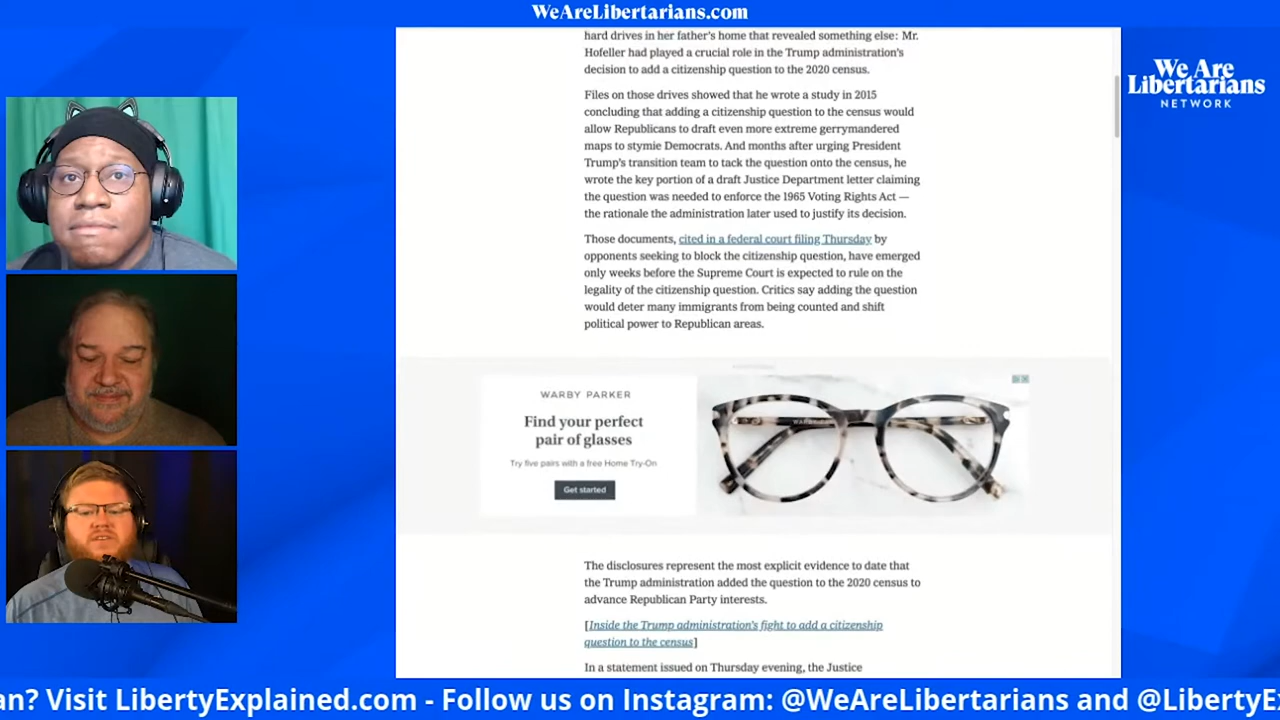 WeAreLibertarians.com
We Are
Libertarians
NETWORK
hard drives in her father's home that revealed something else: Mr.
Hofeller had played a crucial role in the Trump administration's
decision to add a citizenship question to the 2020 census.
Files on those drives showed that he wrote a study in 2015
concluding that adding a citizenship question to the census would
allow Republicans to draft even more extreme gerrymandered
maps to stymie Democrats. And months after urging President
Trump's transition team to tack the question onto the census, he
wrote the key portion of a draft Justice Department letter claiming
the question was needed to enforce the 1965 Voting Rights Act —
the rationale the administration later used to justify its decision.
Those documents, cited in a federal court filing Thursday by
opponents seeking to block the citizenship question, have emerged
only weeks before the Supreme Court is expected to rule on the
legality of the citizenship question. Critics say adding the question
would deter many immigrants from being counted and shift
political power to Republican areas.
WARBY PARKER
Find your perfect
pair of glasses
Try five pairs with a free Home Try-On
Get started
The disclosures represent the most explicit evidence to date that
the Trump administration added the question to the 2020 census to
advance Republican Party interests.
[Inside the Trump administration's fight to add a citizenship
question to the census]
In a statement issued on Thursday evening, the Justice
an? Visit LibertyExplained.com - Follow us on Instagram: @WeAreLibertarians and @LibertyE